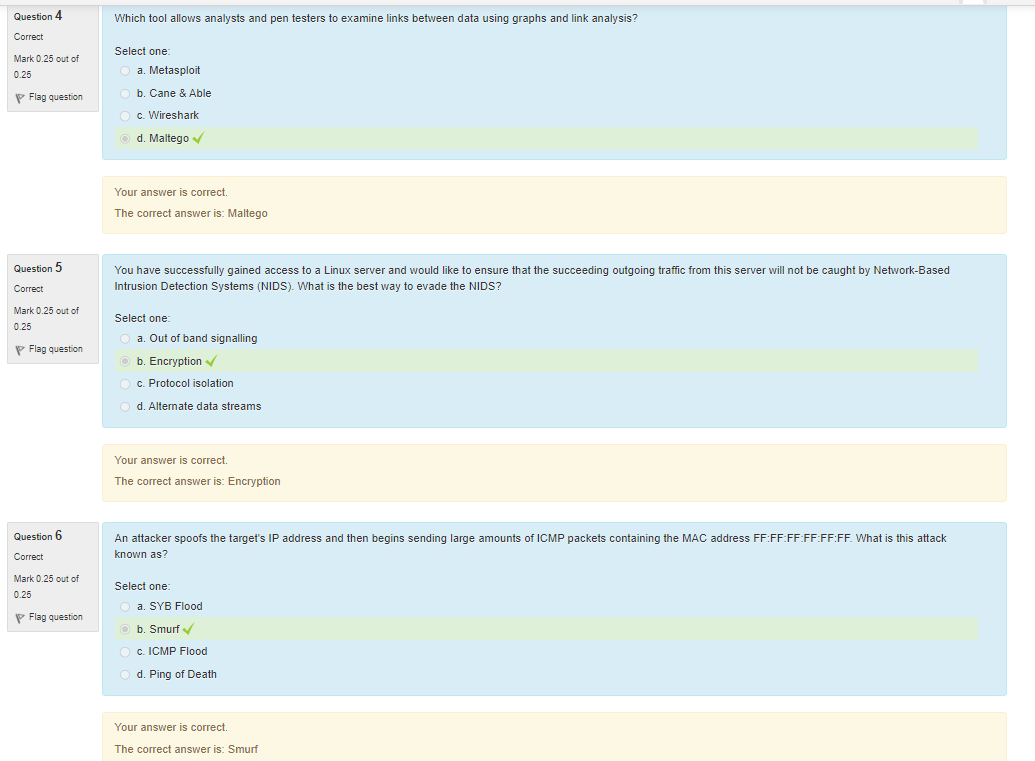 Question 4
Correct
Mark 0.25 out of
0.25
Flag question
Which tool allows analysts and pen testers to examine links between data using graphs and link analysis?
Select one:
a. Metasploit
b. Cane & Able
c. Wireshark
d. Maltego
Your answer is correct.
The correct answer is: Maltego
Question 5
Correct
Mark 0.25 out of
0.25
Flag question
You have successfully gained access to a Linux server and would like to ensure that the succeeding outgoing traffic from this server will not be caught by Network-Based
Intrusion Detection Systems (NIDS). What is the best way to evade the NIDS?
Select one:
a. Out of band signalling
b. Encryption
c. Protocol isolation
d. Alternate data streams
Your answer is correct.
The correct answer is: Encryption
Question 6
Correct
Mark 0.25 out of
0.25
Flag question
An attacker spoofs the target's IP address and then begins sending large amounts of ICMP packets containing the MAC address FF:FF:FF:FF:FF:FF. What is this attack
known as?
Select one:
a. SYB Flood
b. Smurf
c. ICMP Flood
d. Ping of Death
Your answer is correct.
The correct answer is: Smurf